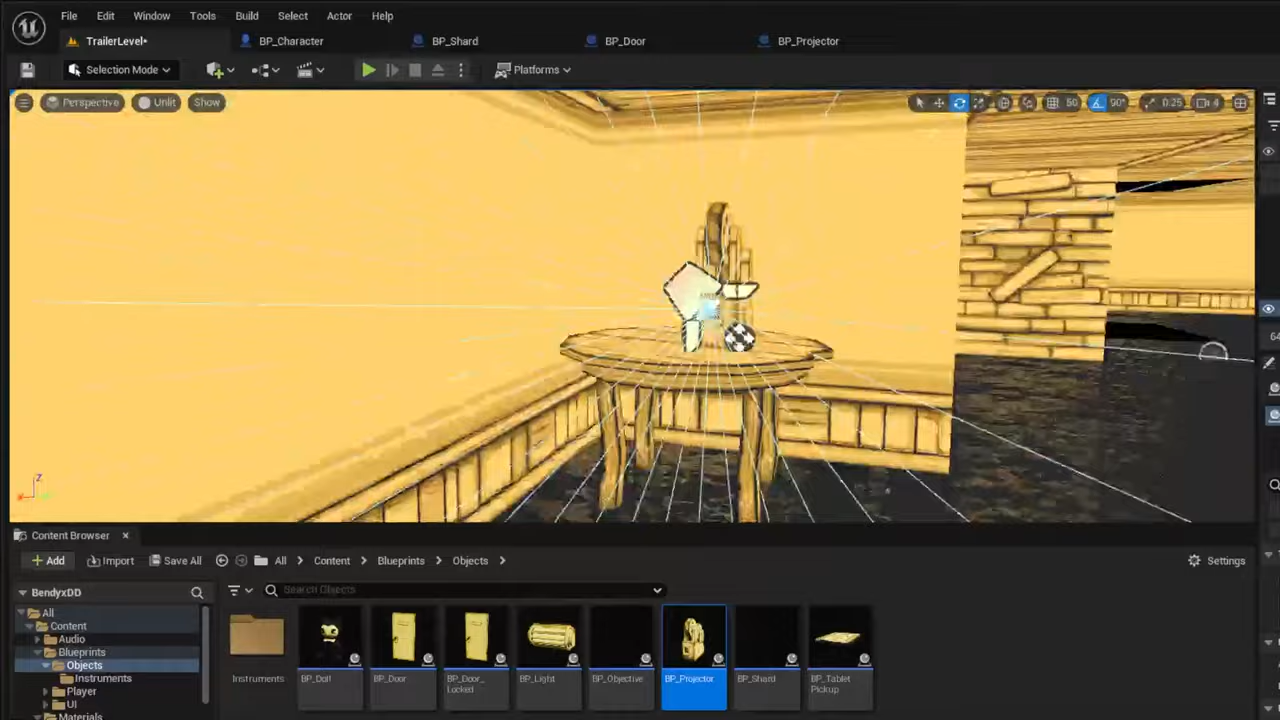 File Edit Window Tools Build Select Actor Help
TrailerLevel* BP_Character BP_Shard BP_Door BP_Projector
Selection Mode Platforms
Perspective Unlit Show 50 90° 0.25 4
Z
64
Content Browser
Add Import Save All All Content Blueprints Objects Settings
BendyxDD Search Objects
All
Content
Audio
Blueprints
Objects
Instruments
Player
UI
Materials
Instruments BP_Doll BP_Door BP_Door_ BP_Light BP_Objective BP_Projector BP_Shard BP_Tablet
Locked Pickup